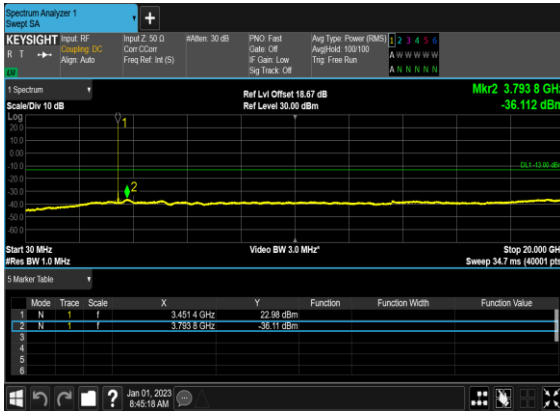 Spectrum Analyzer 1
Swept SA
+
KEYSIGHT Input: RF Input Z: 50 Ω #Atten: 30 dB PNO: Fast Avg Type: Power (RMS) 1 2 3 4 5 6
R T Coupling: DC Corr CCorr Gate: Off Avg|Hold: 100/100 A W W W W W
Align: Auto Freq Ref: Int (S) IF Gain: Low Trig: Free Run
Sig Track: Off A N N N N N
1 Spectrum
Ref Lvl Offset 18.67 dB Mkr2 3.793 8 GHz
Scale/Div 10 dB Ref Level 30.00 dBm -36.112 dBm
Log
20.0
10.0
0.00
-10.0
-20.0
-30.0
-40.0
-50.0
-60.0
1
2
DL1 -13.00 dBm
Start 30 MHz Video BW 3.0 MHz* Stop 20.000 GHz
#Res BW 1.0 MHz Sweep 34.7 ms (40001 pts)
5 Marker Table
Mode Trace Scale X Y Function Function Width Function Value
1 N 1 f 3.451 4 GHz 22.98 dBm
2 N 1 f 3.793 8 GHz -36.11 dBm
3
4
5
6
? Jan 01, 2023
8:45:18 AM